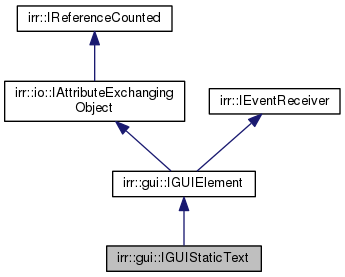 irr::IReferenceCounted
irr::io::IAttributeExchanging
Object
irr::IEventReceiver
irr::gui::IGUIElement
irr::gui::IGUIStaticText